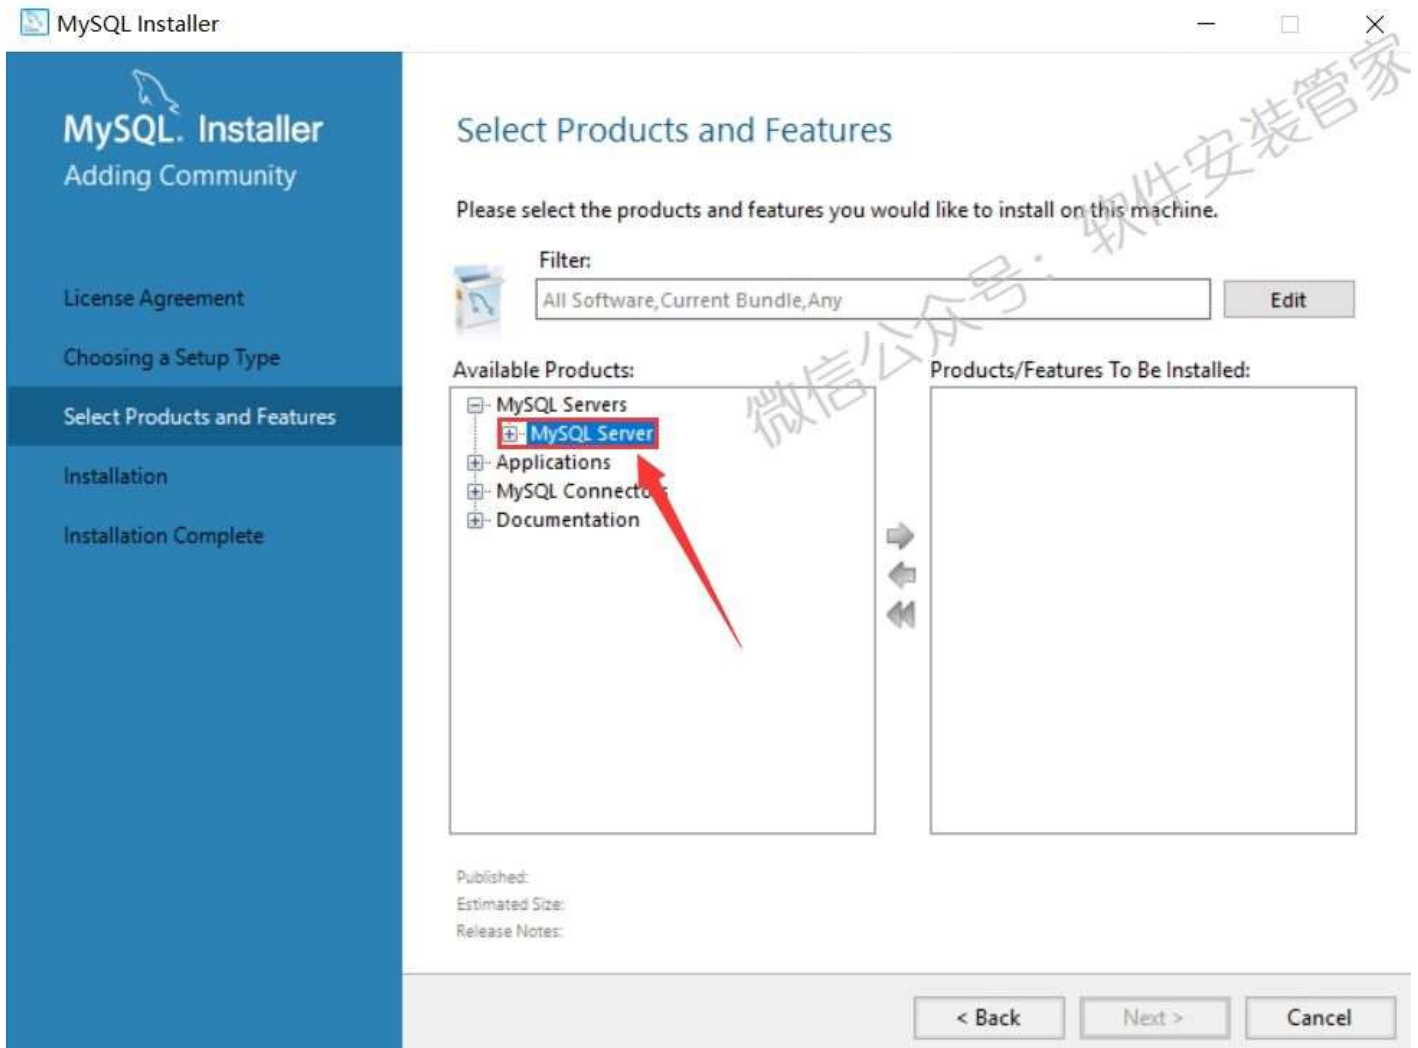 MySQL Installer
MySQL. Installer
Adding Community
License Agreement
Choosing a Setup Type
Select Products and Features
Installation
Installation Complete
Select Products and Features
Please select the products and features you would like to install on this machine.
Filter:
All Software,Current Bundle,Any
Edit
Available Products:
MySQL Servers
MySQL Server
Applications
MySQL Connectors
Documentation
Products/Features To Be Installed:
Published:
Estimated Size:
Release Notes:
< Back
Next >
Cancel
微信公众号：软件安装管家